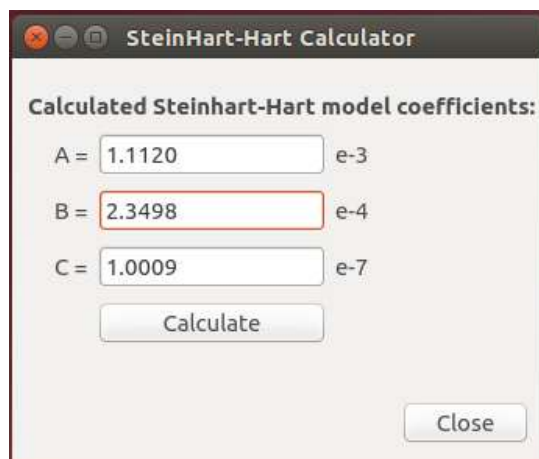 SteinHart-Hart Calculator
Calculated Steinhart-Hart model coefficients:
A = 1.1120 e-3
B = 2.3498 e-4
C = 1.0009 e-7
Calculate
Close